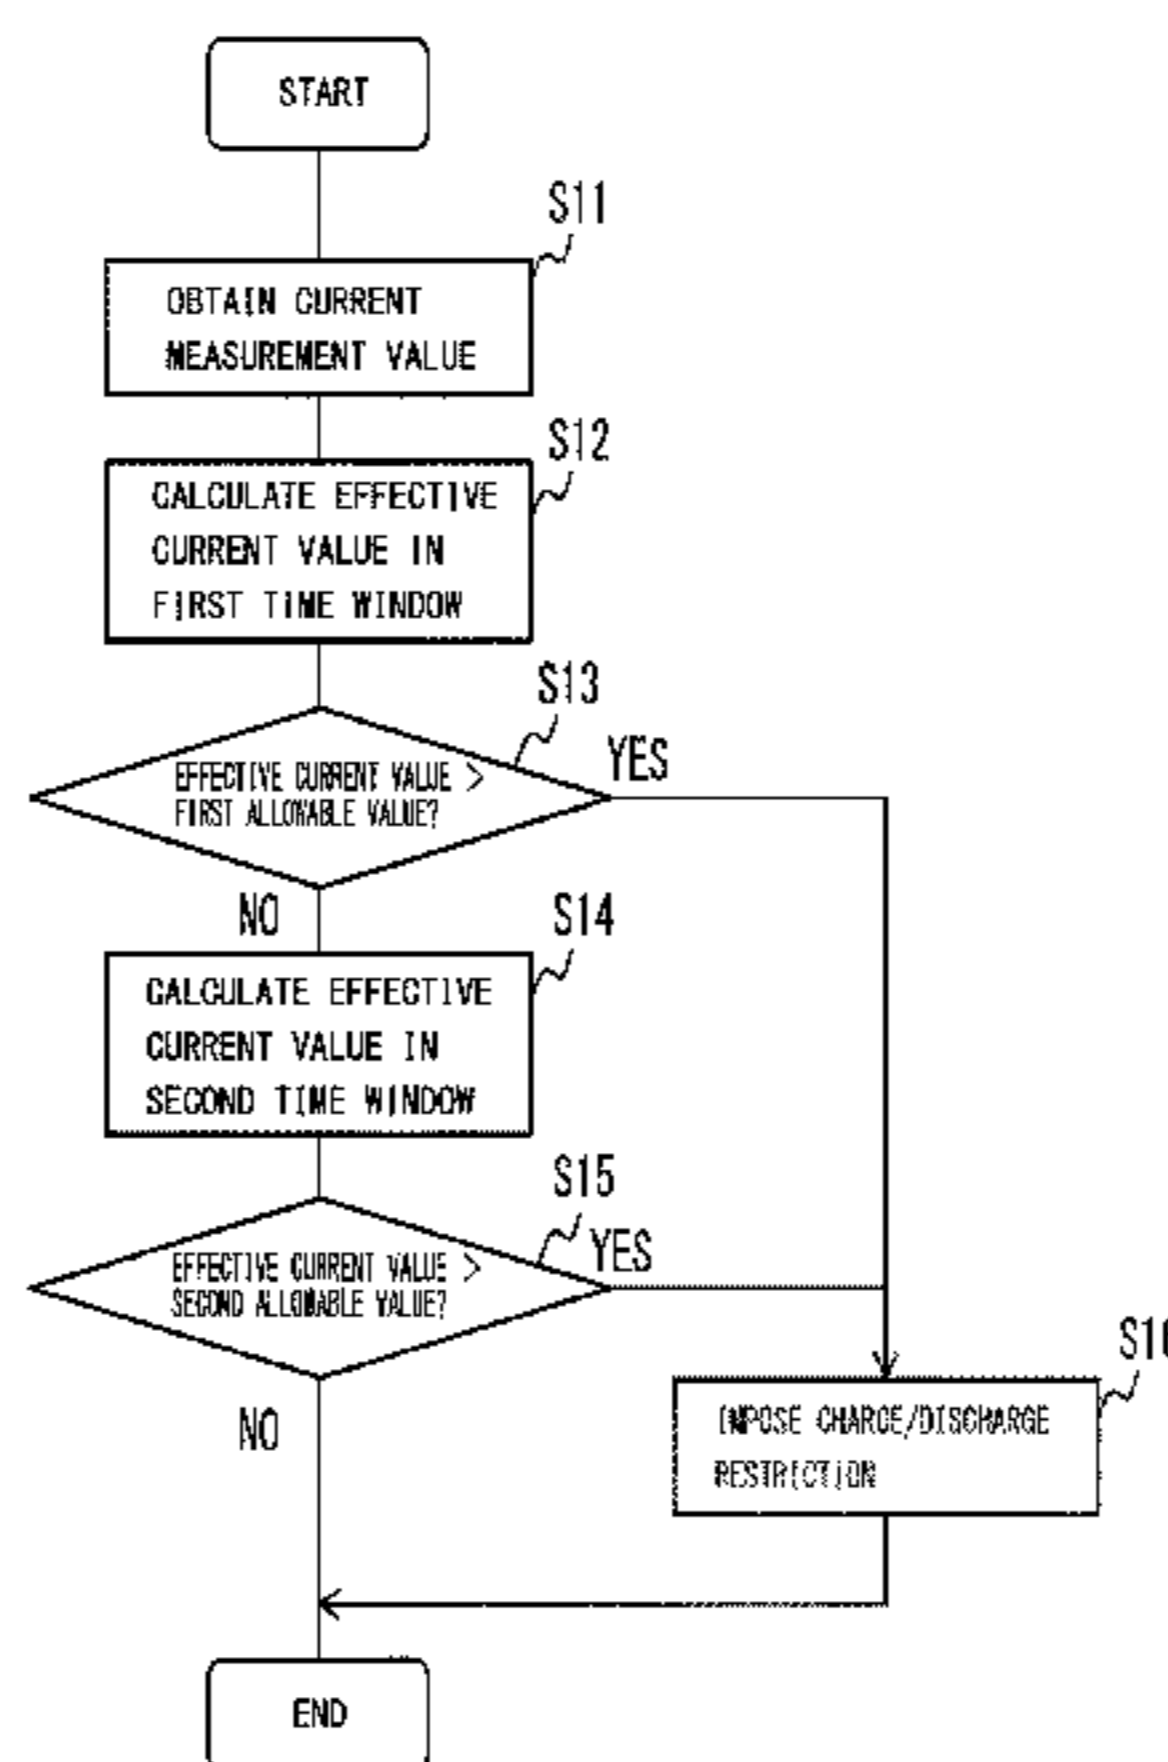 START
S11
OBTAIN CURRENT
MEASUREMENT VALUE
S12
CALCULATE EFFECTIVE
CURRENT VALUE IN
FIRST TIME WINDOW
S13
EFFECTIVE CURRENT VALUE >
FIRST ALLOWABLE VALUE?
YES
NO
S14
CALCULATE EFFECTIVE
CURRENT VALUE IN
SECOND TIME WINDOW
S15
EFFECTIVE CURRENT VALUE >
SECOND ALLOWABLE VALUE?
YES
NO
IMPOSE CHARGE/DISCHARGE
RESTRICTION
END